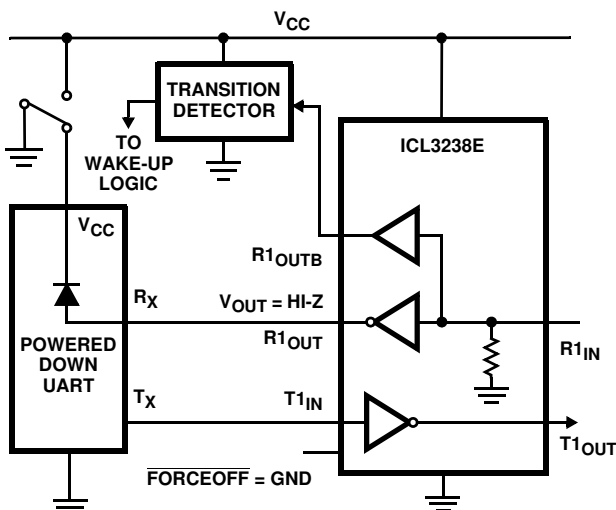 VCC
TRANSITION
DETECTOR
TO
WAKE-UP
LOGIC
ICL3238E
VCC
R1OUTB
RX
VOUT = HI-Z
R1OUT
R1IN
POWERED
DOWN
UART
TX
T1IN
T1OUT
FORCEOFF = GND